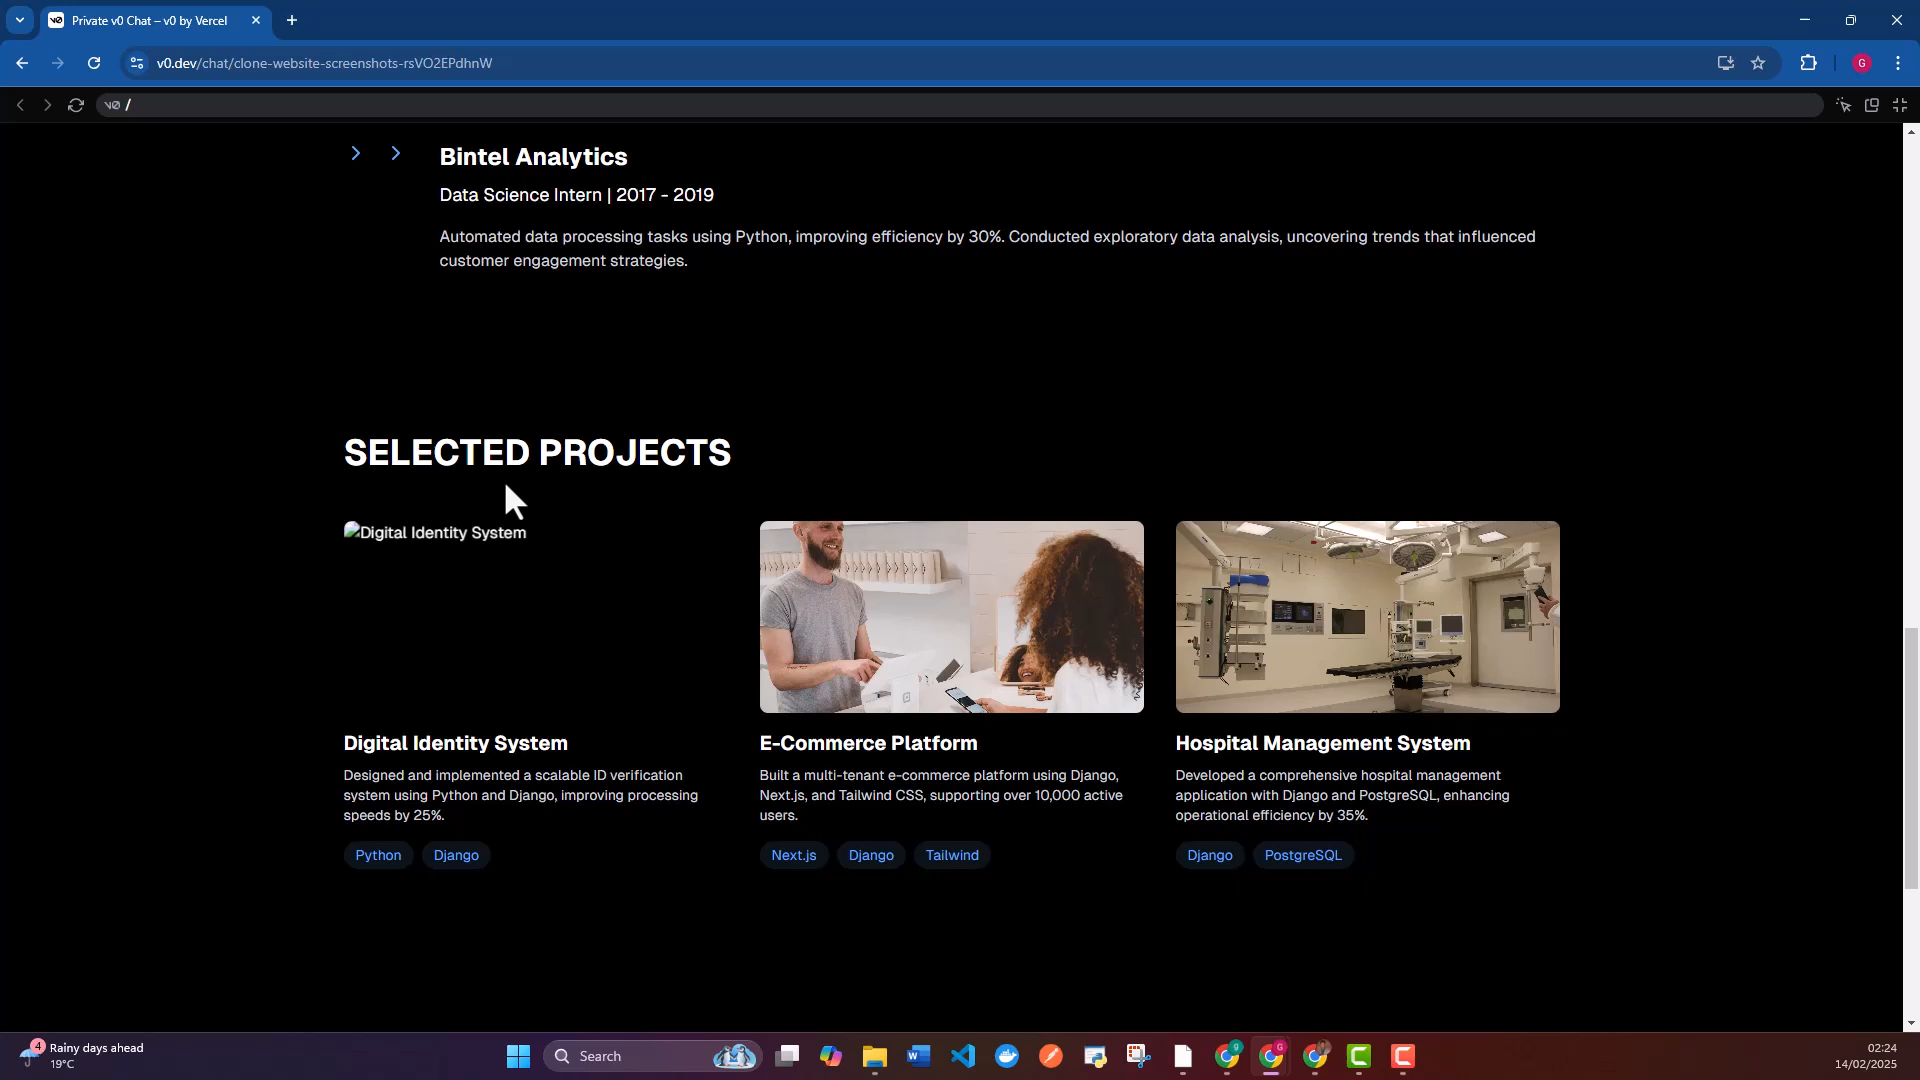 Private v0 Chat – v0 by Vercel
v0.dev/chat/clone-website-screenshots-rsVO2EPdhnW
G
v0 /
Bintel Analytics
Data Science Intern | 2017 - 2019
Automated data processing tasks using Python, improving efficiency by 30%. Conducted exploratory data analysis, uncovering trends that influenced
customer engagement strategies.
SELECTED PROJECTS
Digital Identity System
Digital Identity System
Designed and implemented a scalable ID verification
system using Python and Django, improving processing
speeds by 25%.
Python Django
E-Commerce Platform
Built a multi-tenant e-commerce platform using Django,
Next.js, and Tailwind CSS, supporting over 10,000 active
users.
Next.js Django Tailwind
Hospital Management System
Developed a comprehensive hospital management
application with Django and PostgreSQL, enhancing
operational efficiency by 35%.
Django PostgreSQL
4
Rainy days ahead
19°C
Search
02:24
14/02/2025